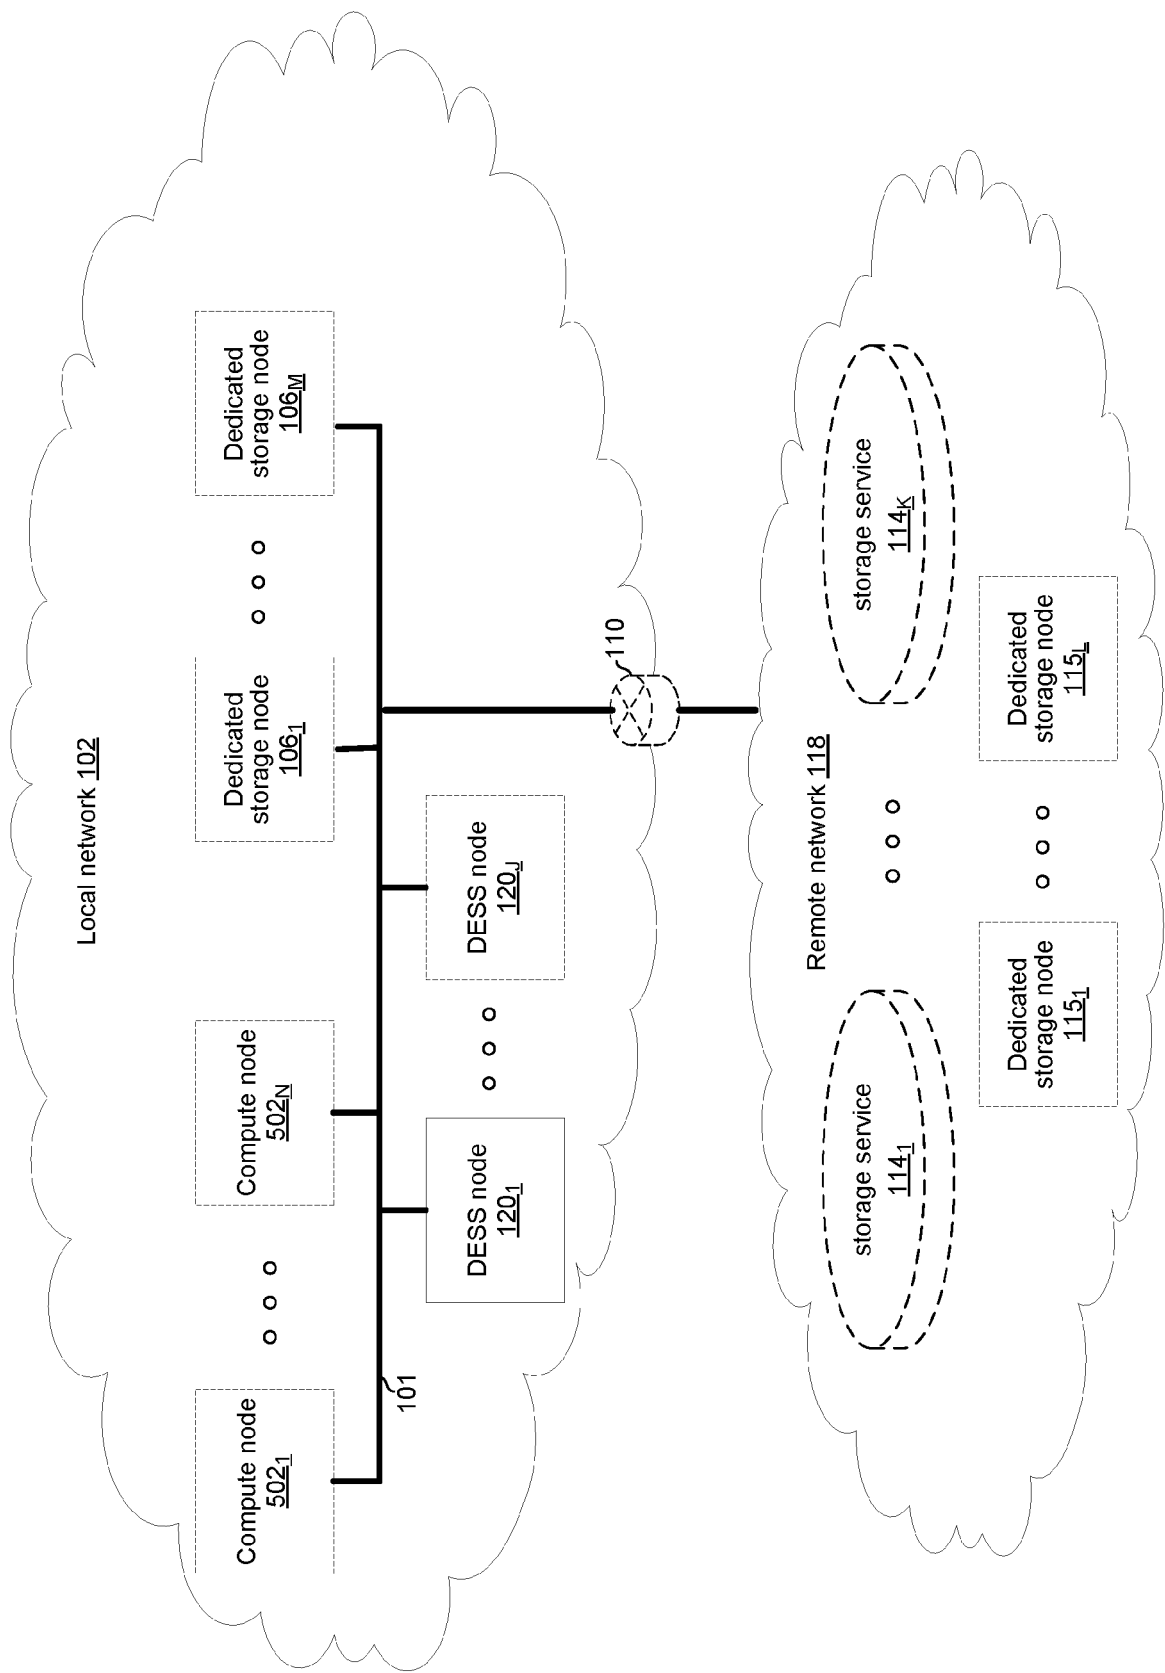 Local network 102
Compute node
502₁
Compute node
502N
Dedicated
storage node
106₁
Dedicated
storage node
106M
101
DESS node
120₁
DESS node
120J
110
Remote network 118
storage service
114₁
storage service
114K
Dedicated
storage node
115₁
Dedicated
storage node
115L